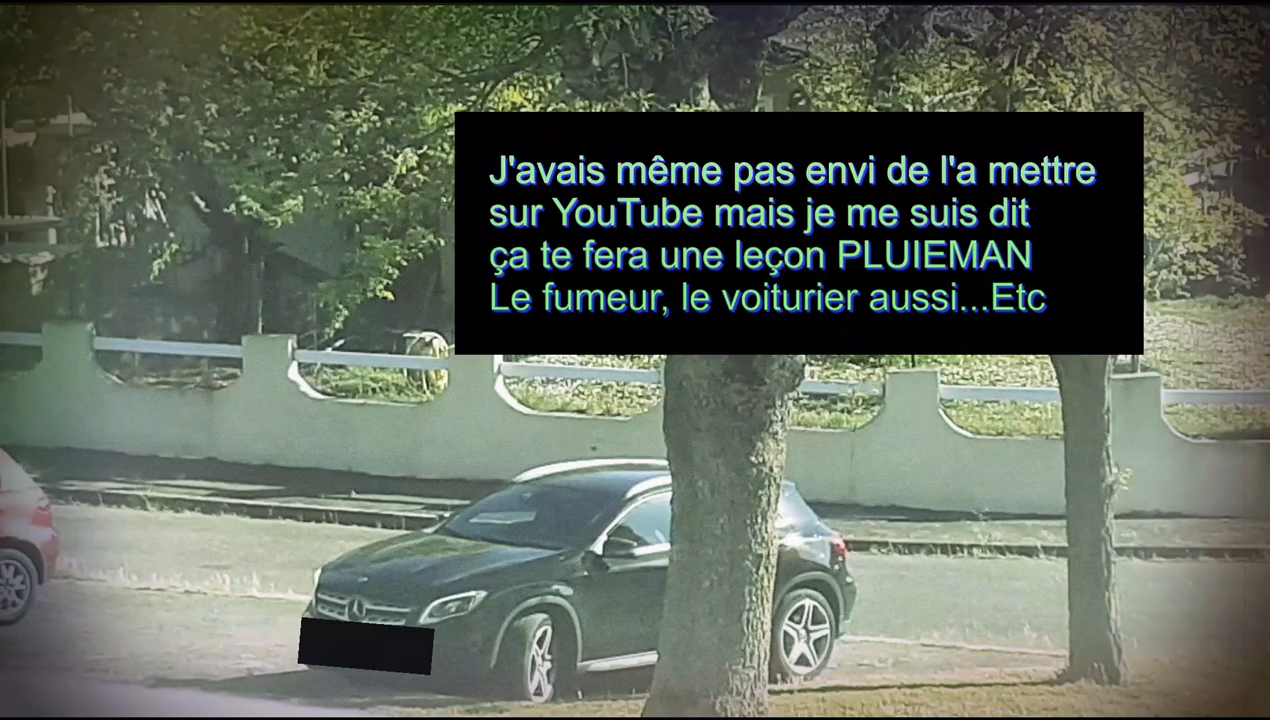 J'avais même pas envi de l'a mettre
sur YouTube mais je me suis dit
ça te fera une leçon PLUIEMAN
Le fumeur, le voiturier aussi...Etc